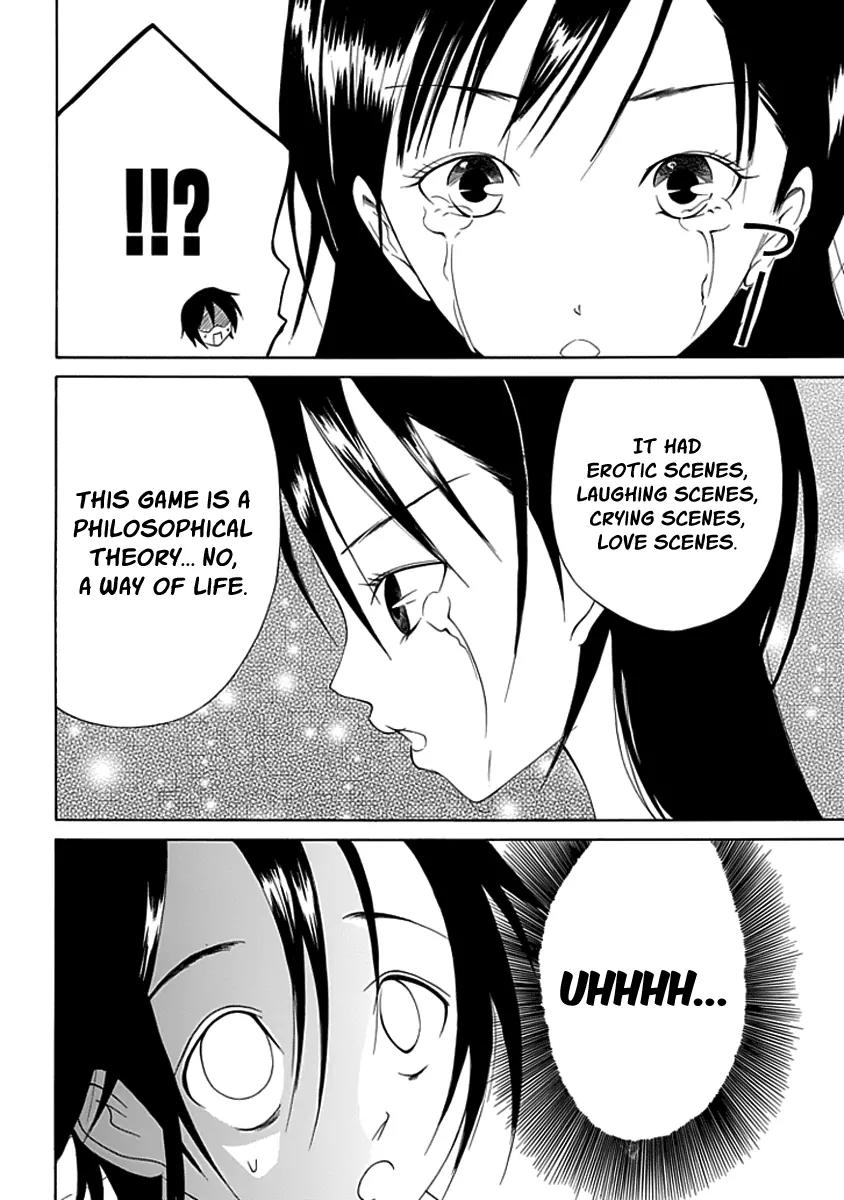 !!?
IT HAD
EROTIC SCENES,
LAUGHING SCENES,
CRYING SCENES,
LOVE SCENES.
THIS GAME IS A
PHILOSOPHICAL
THEORY... NO,
A WAY OF LIFE.
UHHHH...